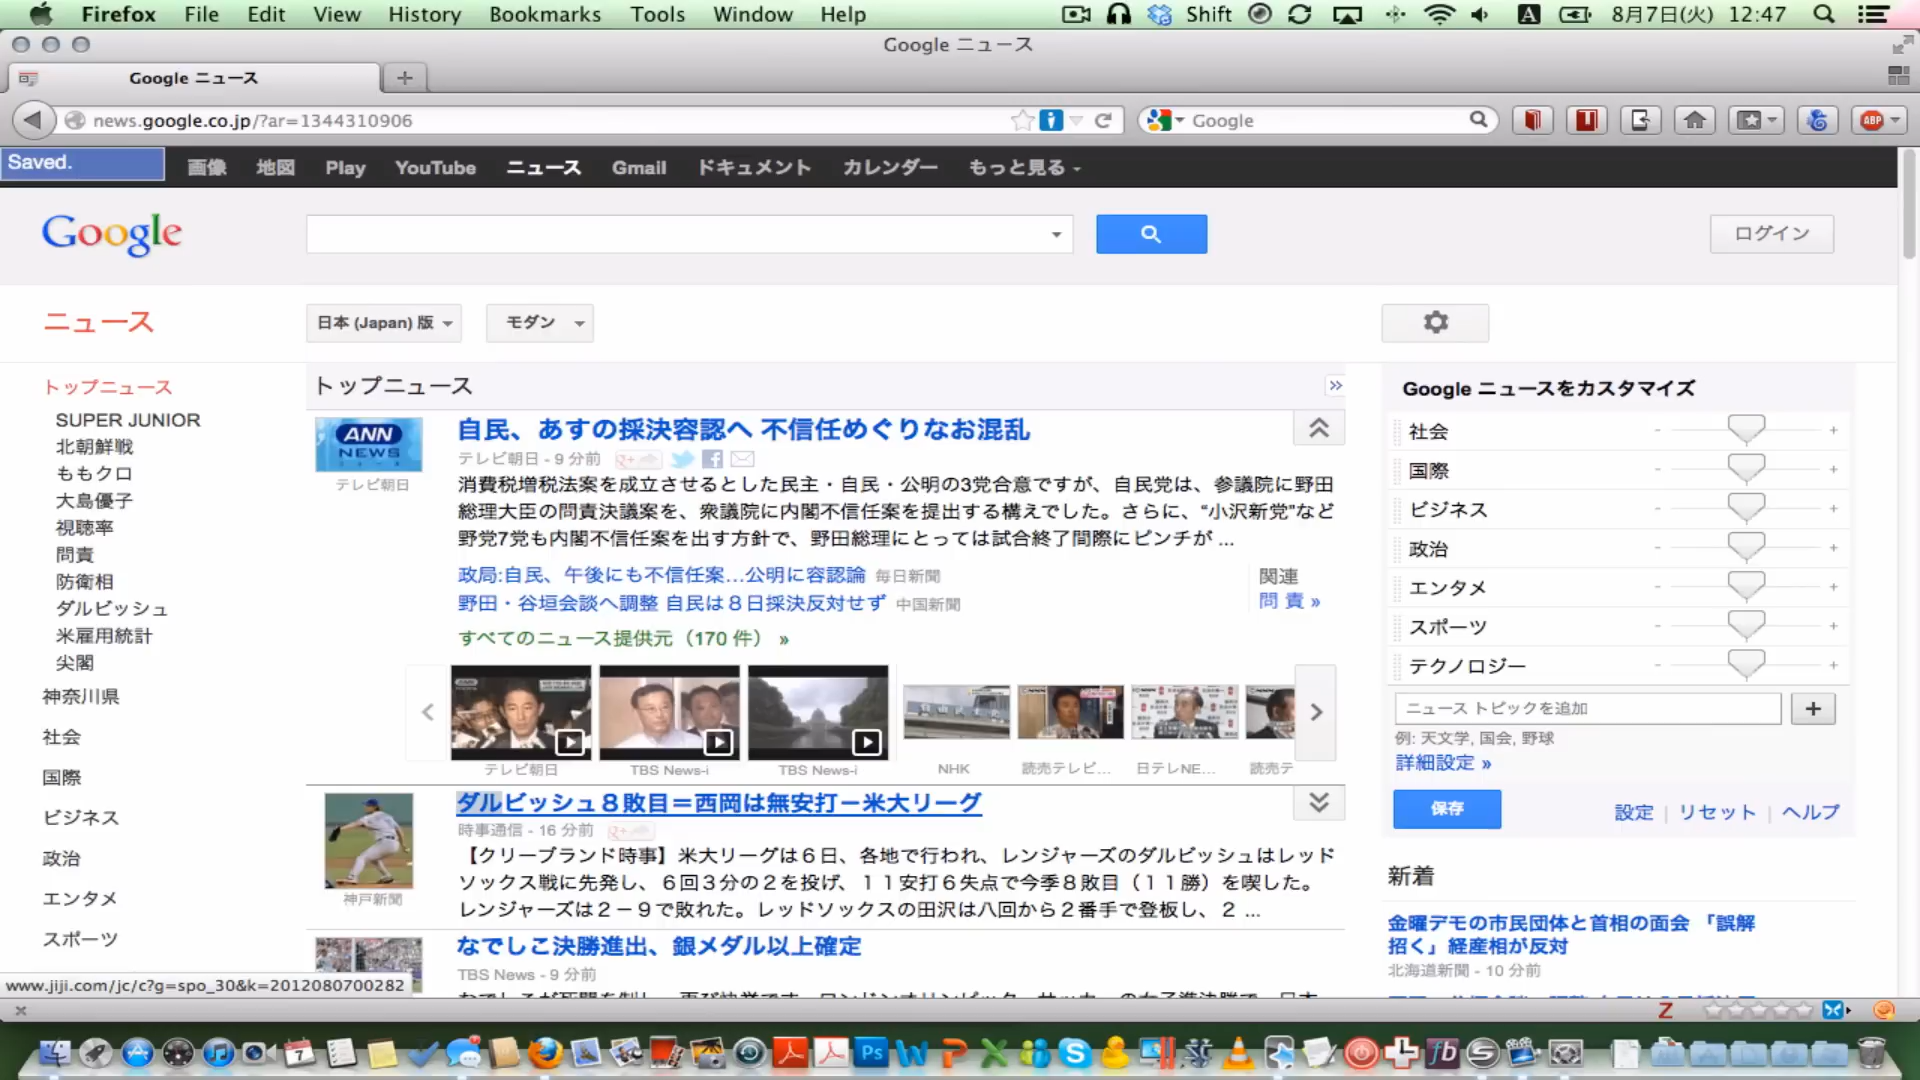 Firefox File Edit View History Bookmarks Tools Window Help Shift A 8月7日(火) 12:47
Google ニュース
Google ニュース
news.google.co.jp/?ar=1344310906 Google ABP
Saved. 画像 地図 Play YouTube ニュース Gmail ドキュメント カレンダー もっと見る
Google ログイン
ニュース 日本 (Japan) 版 モダン
トップニュース
SUPER JUNIOR
北朝鮮戦
ももクロ
大島優子
視聴率
問責
防衛相
ダルビッシュ
米雇用統計
尖閣
神奈川県
社会
国際
ビジネス
政治
エンタメ
スポーツ
トップニュース »
ANN NEWS
テレビ朝日
自民、あすの採決容認へ 不信任めぐりなお混乱
テレビ朝日 - 9 分前
消費税増税法案を成立させるとした民主・自民・公明の3党合意ですが、自民党は、参議院に野田
総理大臣の問責決議案を、衆議院に内閣不信任案を提出する構えでした。さらに、“小沢新党”など
野党7党も内閣不信任案を出す方針で、野田総理にとっては試合終了間際にピンチが ...
政局:自民、午後にも不信任案…公明に容認論 毎日新聞
野田・谷垣会談へ調整 自民は８日採決反対せず 中国新聞
関連
問 責 »
すべてのニュース提供元（170 件） »
テレビ朝日 TBS News-i TBS News-i NHK 読売テレビ... 日テレNE... 読売テ
ダルビッシュ８敗目＝西岡は無安打－米大リーグ
時事通信 - 16 分前
神戸新聞
【クリーブランド時事】米大リーグは６日、各地で行われ、レンジャーズのダルビッシュはレッド
ソックス戦に先発し、６回３分の２を投げ、１１安打６失点で今季８敗目（１１勝）を喫した。
レンジャーズは２－９で敗れた。レッドソックスの田沢は八回から２番手で登板し、２ ...
なでしこ決勝進出、銀メダル以上確定
TBS News - 9 分前
Google ニュースをカスタマイズ
社会 - +
国際 - +
ビジネス - +
政治 - +
エンタメ - +
スポーツ - +
テクノロジー - +
ニュース トピックを追加 +
例: 天文学, 国会, 野球
詳細設定 »
保存 設定 | リセット | ヘルプ
新着
金曜デモの市民団体と首相の面会 「誤解
招く」経産相が反対
北海道新聞 - 10 分前
www.jiji.com/jc/c?g=spo_30&k=2012080700282
Z
7 Ps W P X S fb